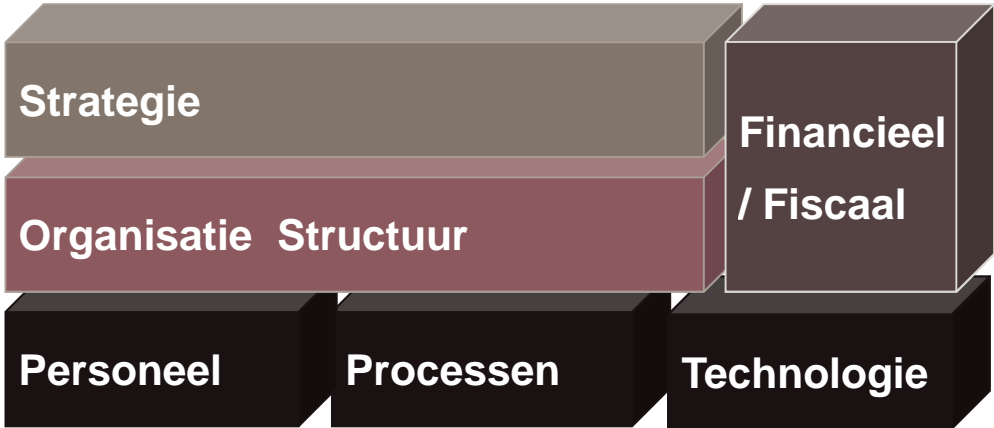 Strategie
Financieel
/ Fiscaal
Organisatie  Structuur
Personeel
Processen
Technologie